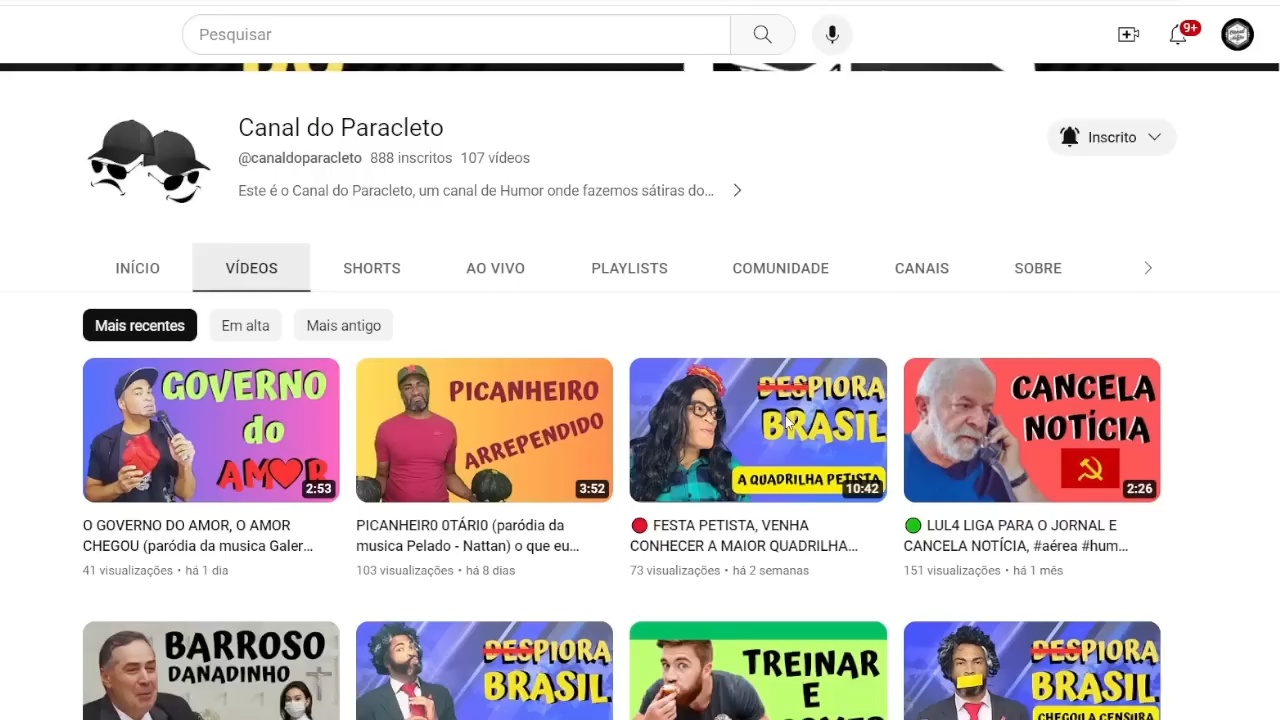 Pesquisar
9+
Canal do Paracleto
@canaldoparacleto 888 inscritos 107 vídeos
Este é o Canal do Paracleto, um canal de Humor onde fazemos sátiras do...
Inscrito
INÍCIO VÍDEOS SHORTS AO VIVO PLAYLISTS COMUNIDADE CANAIS SOBRE
Mais recentes Em alta Mais antigo
GOVERNO
do
AMOR
2:53
PICANHEIRO
ARREPENDIDO
3:52
DESPIORA
BRASIL
A QUADRILHA PETISTA
10:42
CANCELA
NOTÍCIA
2:26
O GOVERNO DO AMOR, O AMOR
CHEGOU (paródia da musica Galer...
41 visualizações • há 1 dia
PICANHEIR0 0TÁRI0 (paródia da
musica Pelado - Nattan) o que eu...
103 visualizações • há 8 dias
FESTA PETISTA, VENHA
CONHECER A MAIOR QUADRILHA...
73 visualizações • há 2 semanas
LUL4 LIGA PARA O JORNAL E
CANCELA NOTÍCIA, #aérea #hum...
151 visualizações • há 1 mês
BARROSO
DANADINHO
DESPIORA
BRASIL
TREINAR
E
DESPIORA
BRASIL
CHEGOU A CENSURA